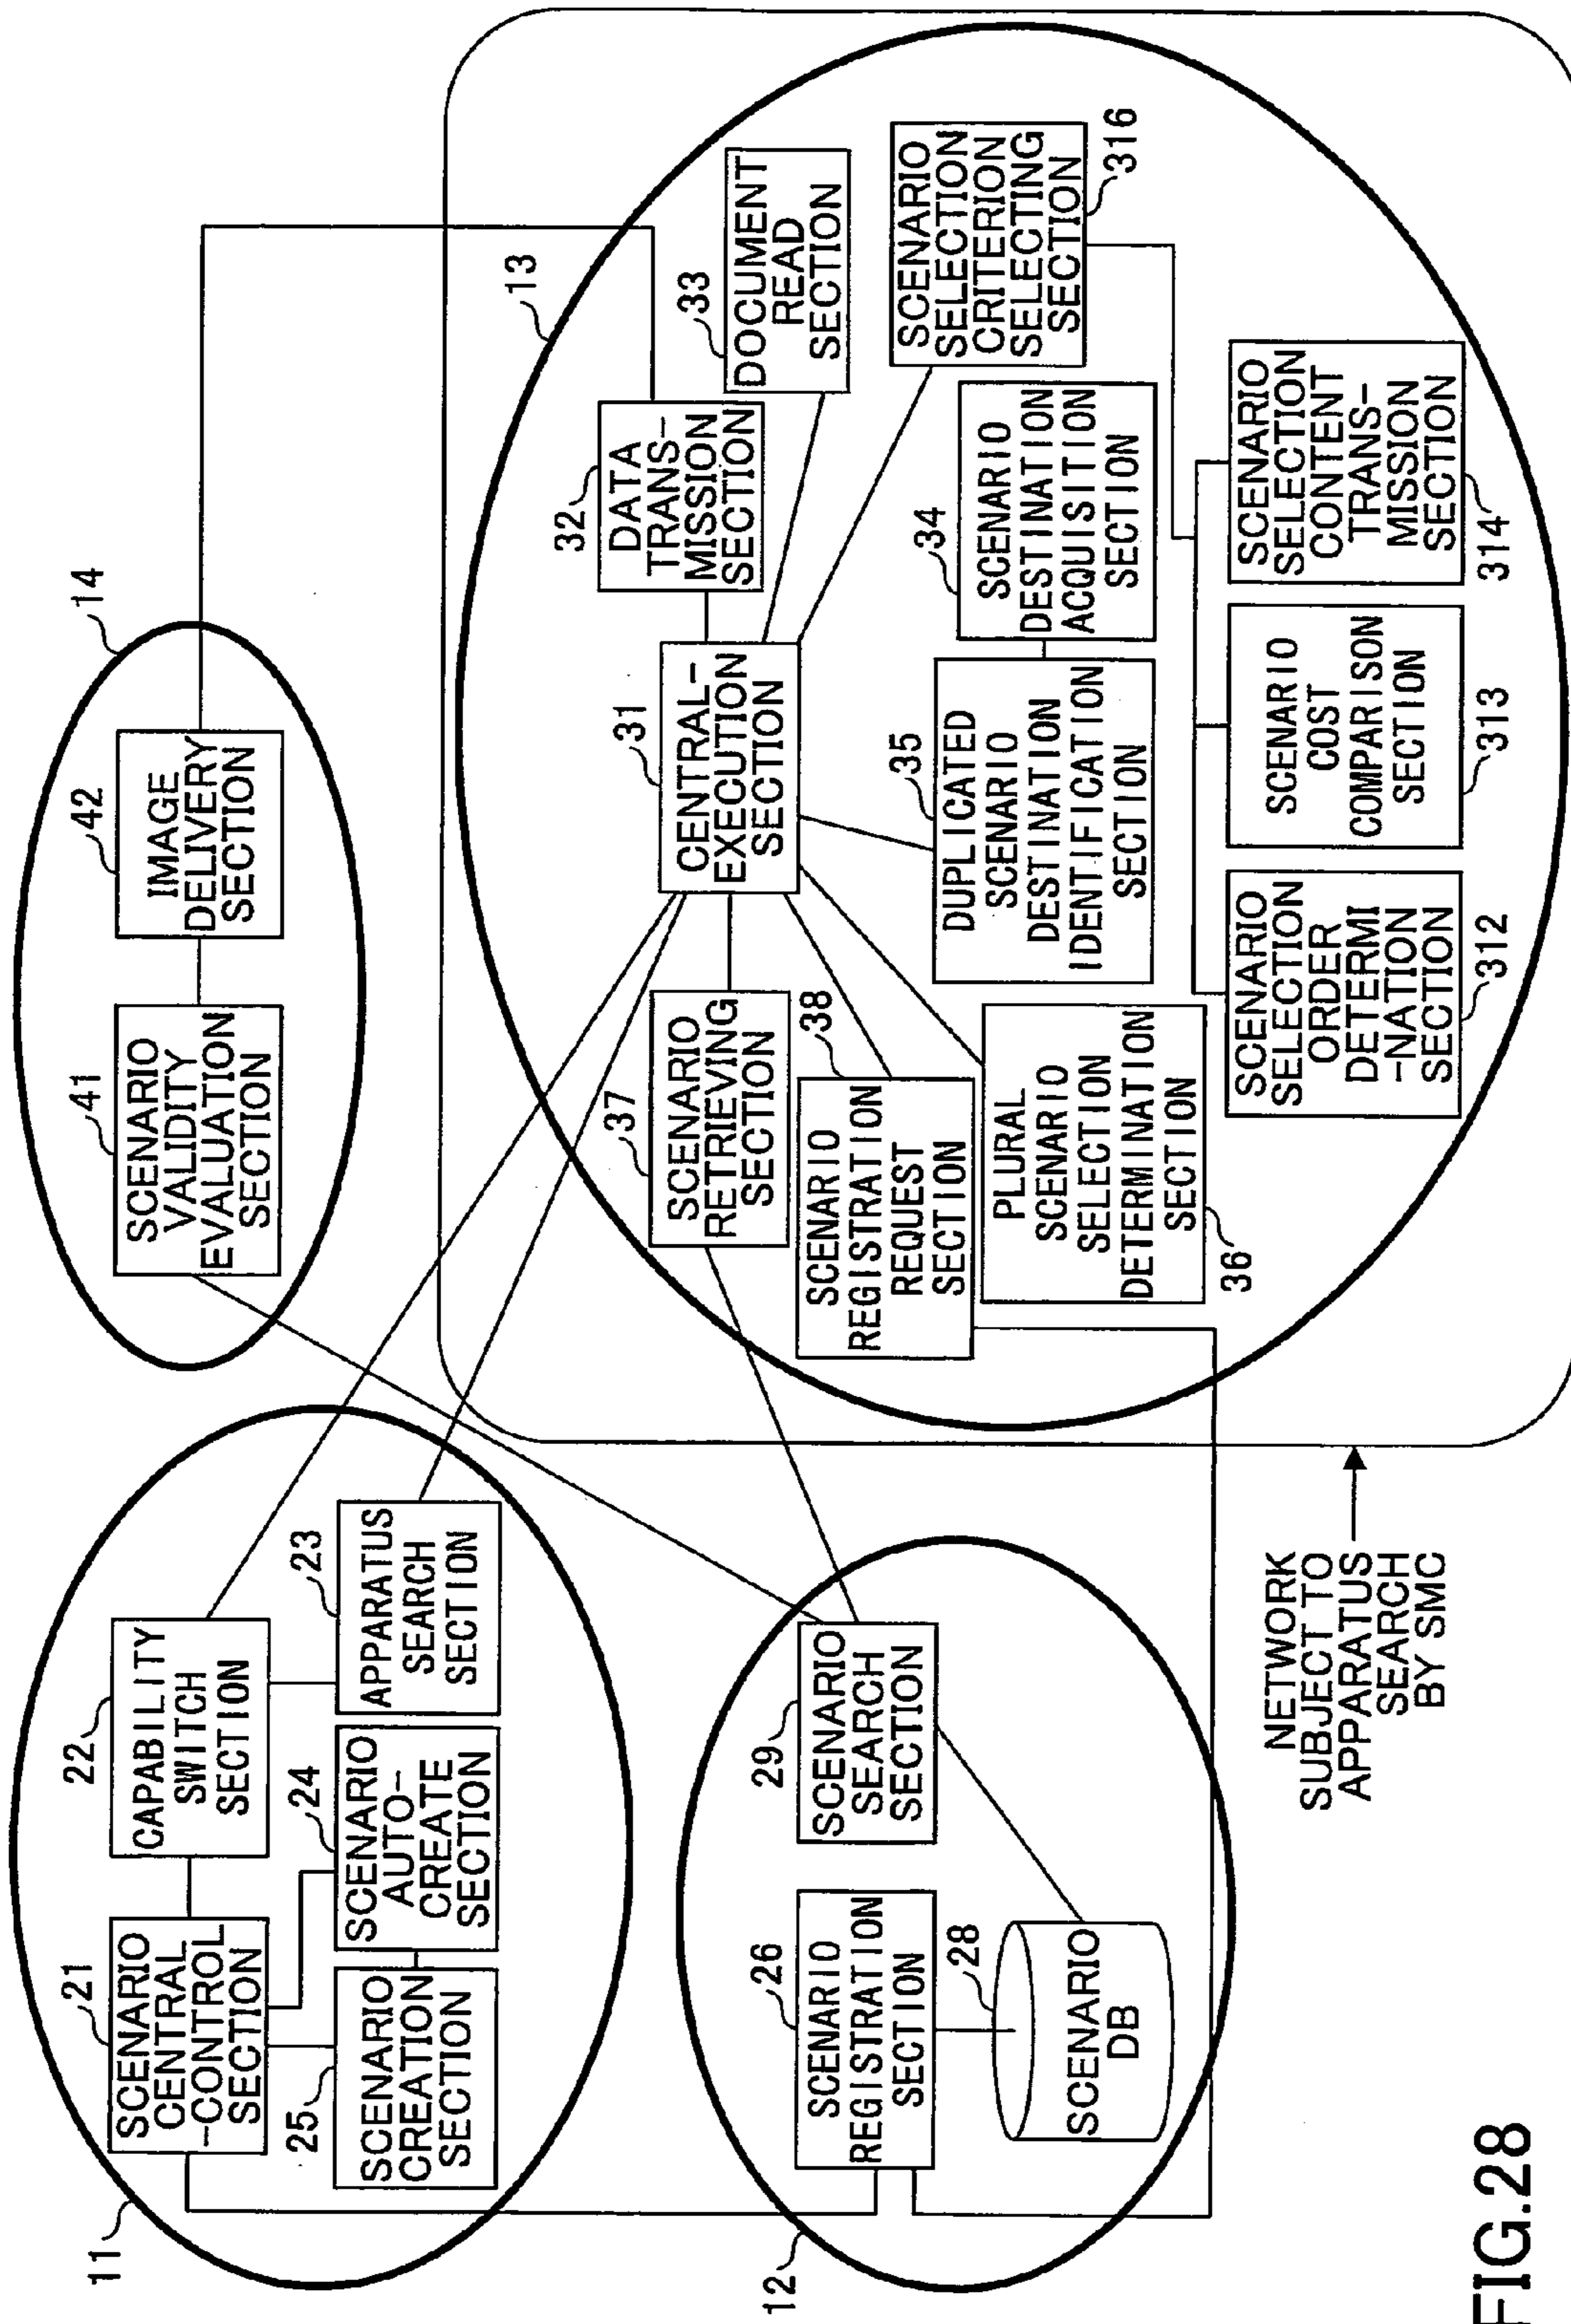 11
21
SCENARIO
CENTRAL
-CONTROL
SECTION
22
CAPABILITY
SWITCH
SECTION
25
SCENARIO
CREATION
SECTION
24
SCENARIO
AUTO-
CREATE
SECTION
23
APPARATUS
SEARCH
SECTION
14
41
SCENARIO
VALIDITY
EVALUATION
SECTION
42
IMAGE
DELIVERY
SECTION
12
26
SCENARIO
REGISTRATION
SECTION
28
SCENARIO
DB
29
SCENARIO
SEARCH
SECTION
13
31
CENTRAL-
EXECUTION
SECTION
32
DATA
TRANS-
MISSION
SECTION
33
DOCUMENT
READ
SECTION
37
SCENARIO
RETRIEVING
SECTION
38
SCENARIO
REGISTRATION
REQUEST
SECTION
PLURAL
SCENARIO
SELECTION
DETERMINATION
SECTION
36
35
DUPLICATED
SCENARIO
DESTINATION
IDENTIFICATION
SECTION
34
SCENARIO
DESTINATION
ACQUISITION
SECTION
SCENARIO
SELECTION
CRITERION
SELECTING
SECTION
316
SCENARIO
SELECTION
ORDER
DETERMI
-NATION
SECTION
312
SCENARIO
COST
COMPARISON
SECTION
313
SCENARIO
SELECTION
CONTENT
TRANS-
MISSION
SECTION
314
NETWORK
SUBJECT TO
APPARATUS
SEARCH
BY SMC
FIG.28